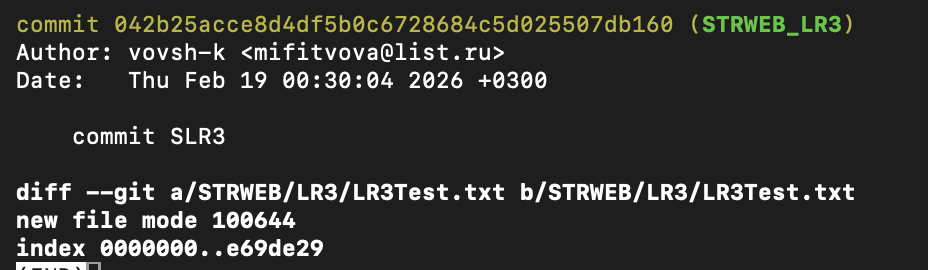 commit 042b25acce8d4df5b0c6728684c5d025507db160 (STRWEB_LR3)
Author: vovsh-k <mifitvova@list.ru>
Date:   Thu Feb 19 00:30:04 2026 +0300
    commit SLR3
diff --git a/STRWEB/LR3/LR3Test.txt b/STRWEB/LR3/LR3Test.txt
new file mode 100644
index 0000000..e69de29
(END)